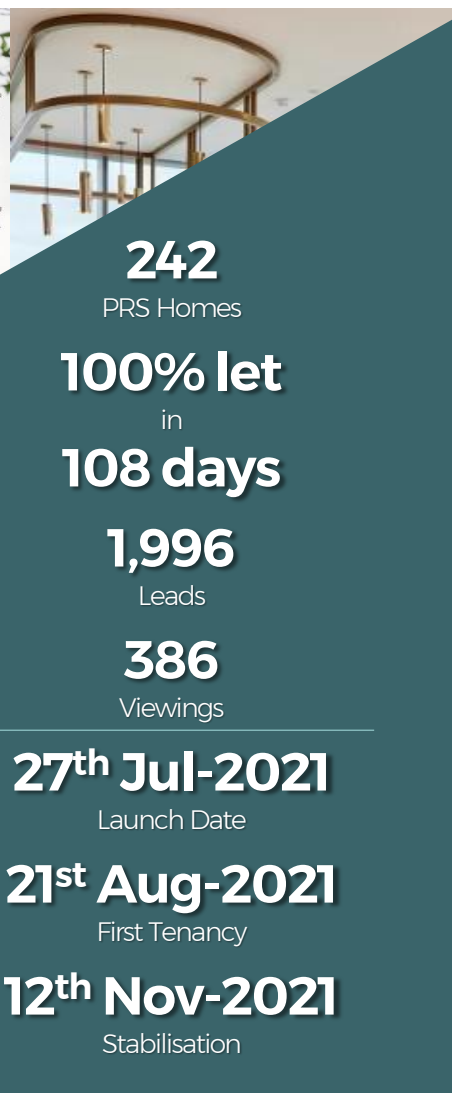 242
PRS Homes
100% let
in
108 days
1,996
Leads
386
Viewings
27th Jul-2021
Launch Date
21st Aug-2021
First Tenancy
12th Nov-2021
Stabilisation